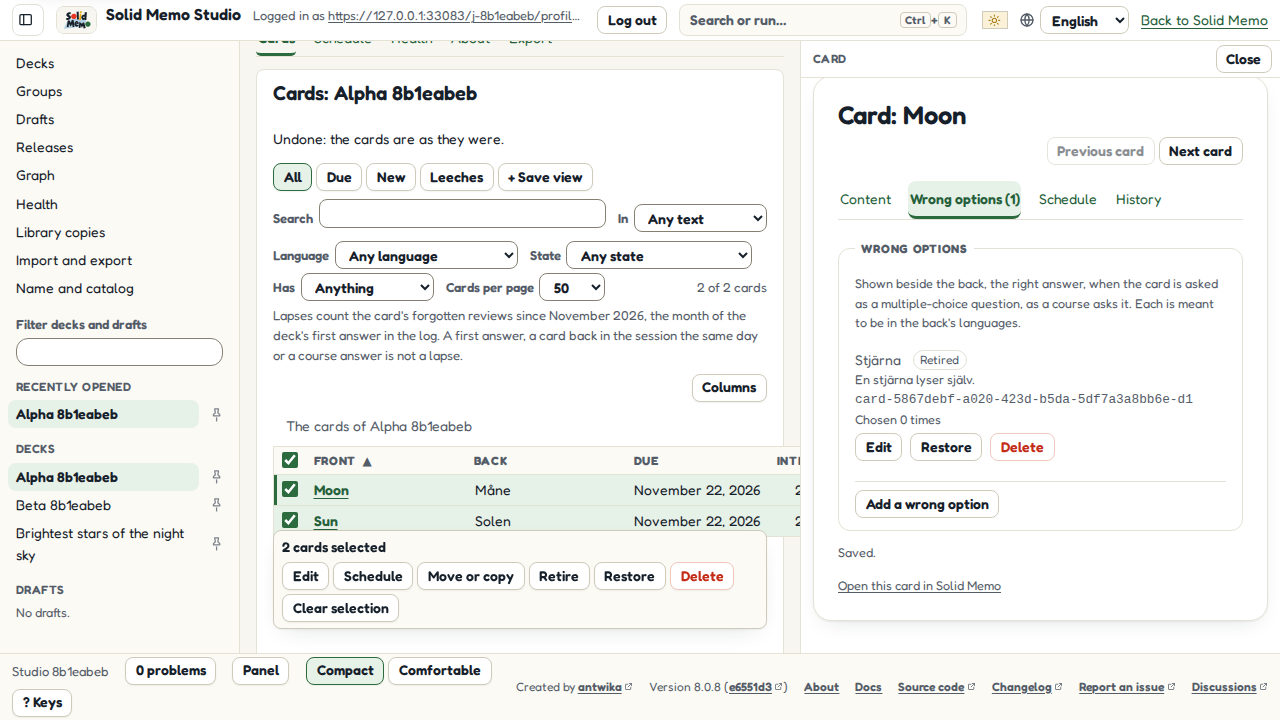 Solid Memo Studio
Logged in as https://127.0.0.1:33083/j-8b1eabeb/profil...
Log out
Search or run...
Ctrl+K
English
Back to Solid Memo
Decks
Groups
Drafts
Releases
Graph
Health
Library copies
Import and export
Name and catalog
Filter decks and drafts
RECENTLY OPENED
Alpha 8b1eabeb
DECKS
Alpha 8b1eabeb
Beta 8b1eabeb
Brightest stars of the night
sky
DRAFTS
No drafts.
Cards Schedule Health About Export
Cards: Alpha 8b1eabeb
Undone: the cards are as they were.
All Due New Leeches + Save view
Search In Any text
Language Any language State Any state
Has Anything Cards per page 50 2 of 2 cards
Lapses count the card's forgotten reviews since November 2026, the month of the
deck's first answer in the log. A first answer, a card back in the session the same day
or a course answer is not a lapse.
Columns
The cards of Alpha 8b1eabeb
FRONT ▲ BACK DUE INT
Moon Måne November 22, 2026 2
Sun Solen November 22, 2026 2
2 cards selected
Edit Schedule Move or copy Retire Restore Delete
Clear selection
CARD
Close
Card: Moon
Previous card Next card
Content Wrong options (1) Schedule History
WRONG OPTIONS
Shown beside the back, the right answer, when the card is asked
as a multiple-choice question, as a course asks it. Each is meant
to be in the back's languages.
Stjärna Retired
En stjärna lyser själv.
card-5867debf-a020-423d-b5da-5df7a3a8bb6e-d1
Chosen 0 times
Edit Restore Delete
Add a wrong option
Saved.
Open this card in Solid Memo
Studio 8b1eabeb 0 problems Panel Compact Comfortable
? Keys
Created by antwika Version 8.0.8 (e6551d3) About Docs Source code Changelog Report an issue Discussions